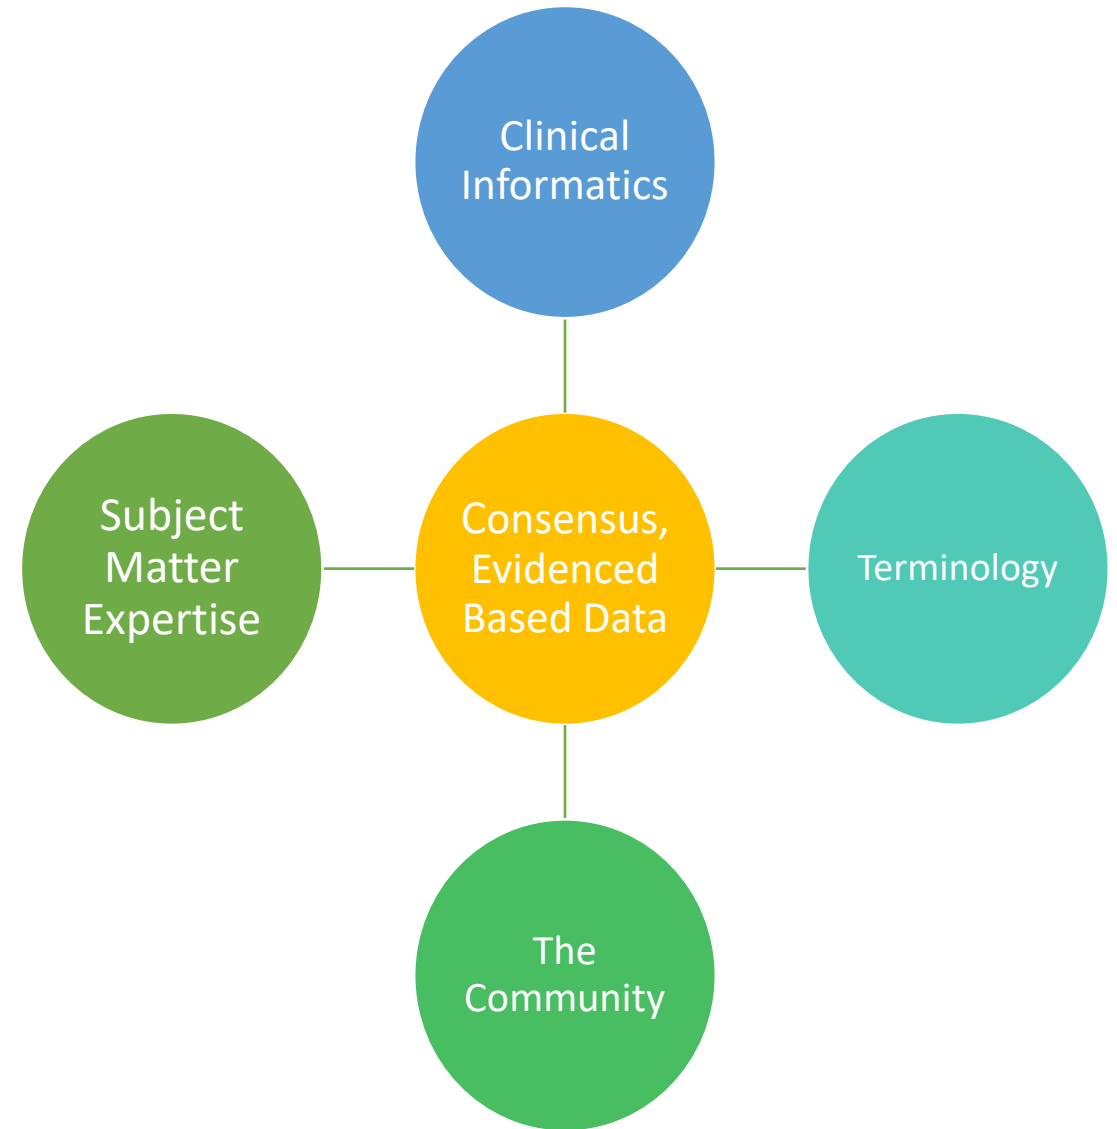 Clinical
Informatics
Subject
Matter
Expertise
Consensus,
Evidenced
Based Data
Terminology
The
Community